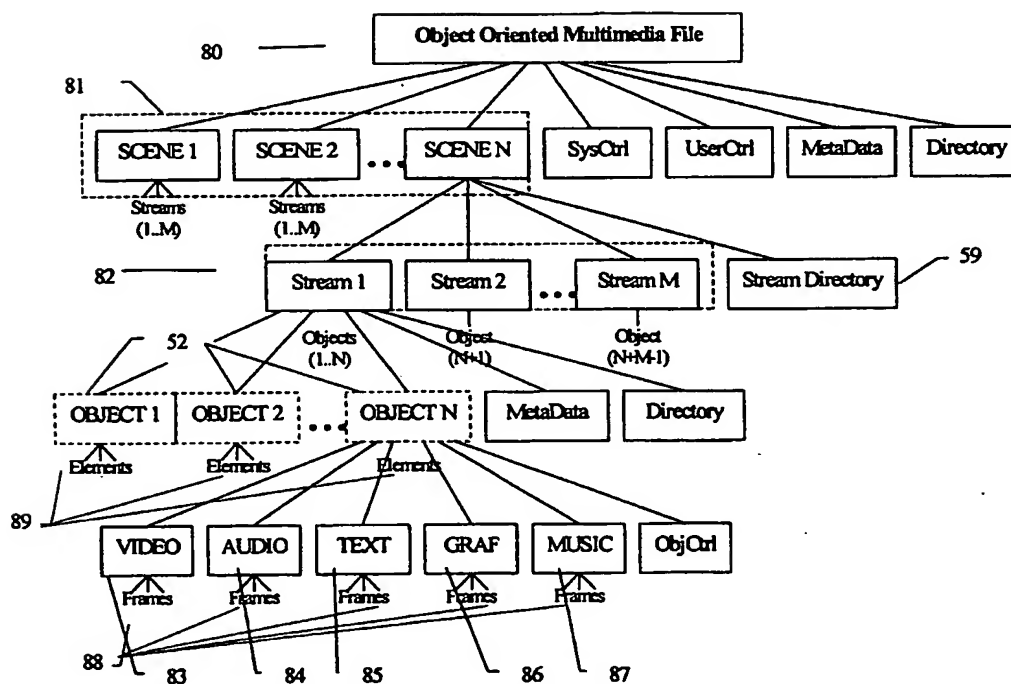 Object Oriented Multimedia File
80
81
SCENE 1 SCENE 2 ... SCENE N SysCtrl UserCtrl MetaData Directory
Streams Streams
(1..M) (1..M)
82
59
Stream 1 Stream 2 ... Stream M Stream Directory
52
Objects Object Object
(1..N) (N+1) (N+M-1)
OBJECT 1 OBJECT 2 ... OBJECT N MetaData Directory
Elements Elements Elements
89
VIDEO AUDIO TEXT GRAF MUSIC ObjCtrl
Frames Frames Frames Frames Frames
88
83 84 85 86 87